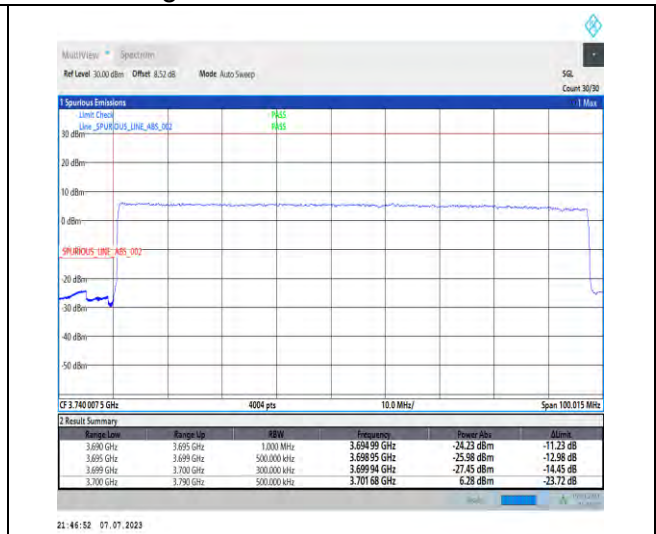 MultiView Spectrum
Ref Level 30.00 dBm Offset 8.52 dB Mode Auto Sweep SGL
Count 30/30
1 Spurious Emissions 1 Max
Limit Check PASS
Line _SPURIOUS_LINE_ABS_002 PASS
30 dBm
20 dBm
10 dBm
0 dBm
SPURIOUS_LINE_ABS_002
-20 dBm
-30 dBm
-40 dBm
-50 dBm
CF 3.740 007 5 GHz 4004 pts 10.0 MHz/ Span 100.015 MHz
2 Result Summary
Range Low Range Up RBW Frequency Power Abs ΔLimit
3.690 GHz 3.695 GHz 1.000 MHz 3.694 99 GHz -24.23 dBm -11.23 dB
3.695 GHz 3.699 GHz 500.000 kHz 3.698 95 GHz -25.98 dBm -12.98 dB
3.699 GHz 3.700 GHz 300.000 kHz 3.699 94 GHz -27.45 dBm -14.45 dB
3.700 GHz 3.790 GHz 500.000 kHz 3.701 68 GHz 6.28 dBm -23.72 dB
21:46:52 07.07.2023